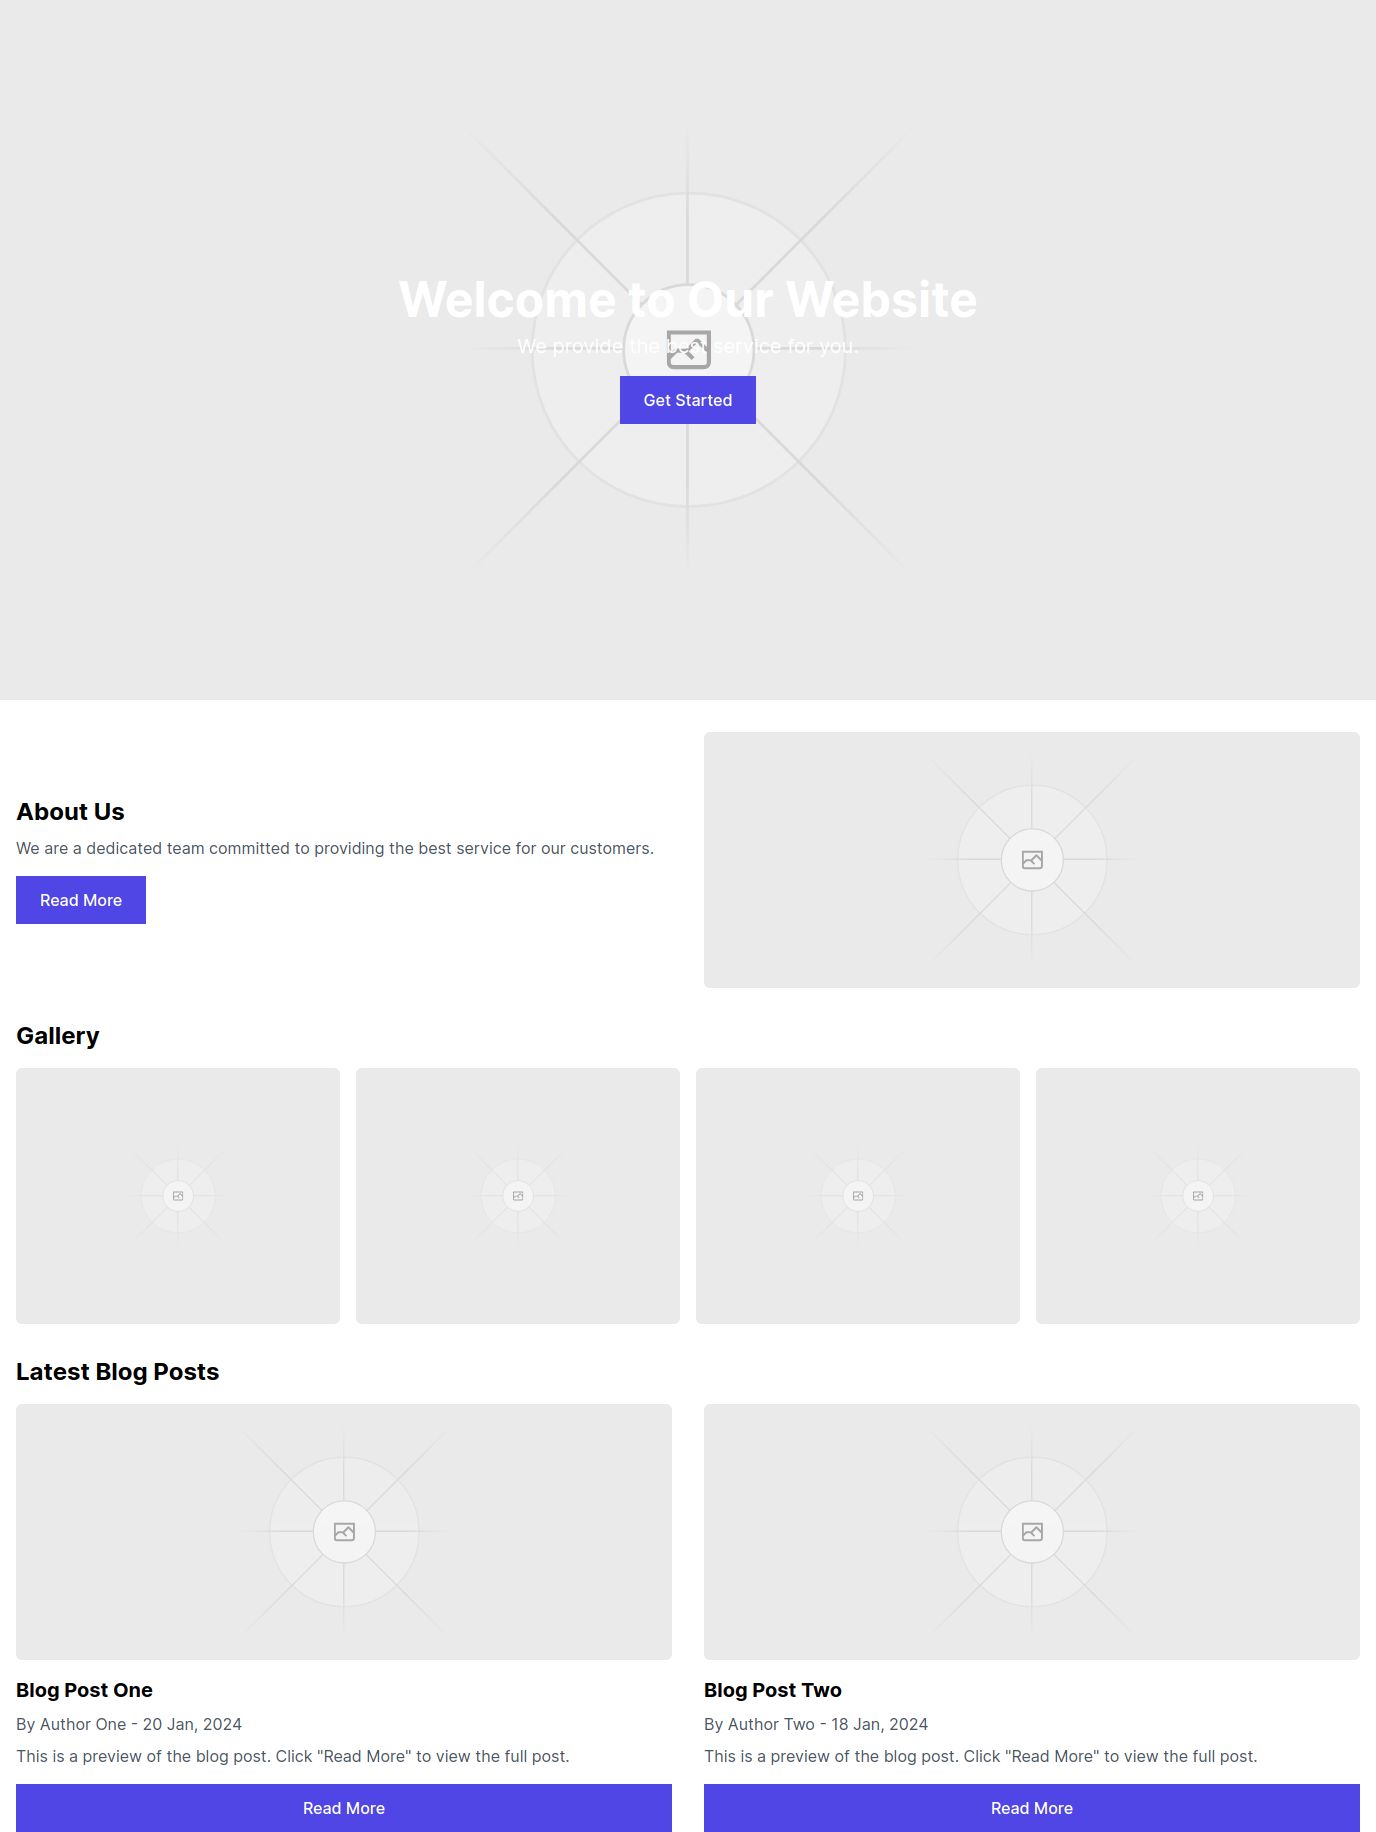 Welcome to Our Website
We provide the best service for you.
Get Started
About Us
We are a dedicated team committed to providing the best service for our customers.
Read More
Gallery
Latest Blog Posts
Blog Post One
By Author One - 20 Jan, 2024
This is a preview of the blog post. Click "Read More" to view the full post.
Read More
Blog Post Two
By Author Two - 18 Jan, 2024
This is a preview of the blog post. Click "Read More" to view the full post.
Read More